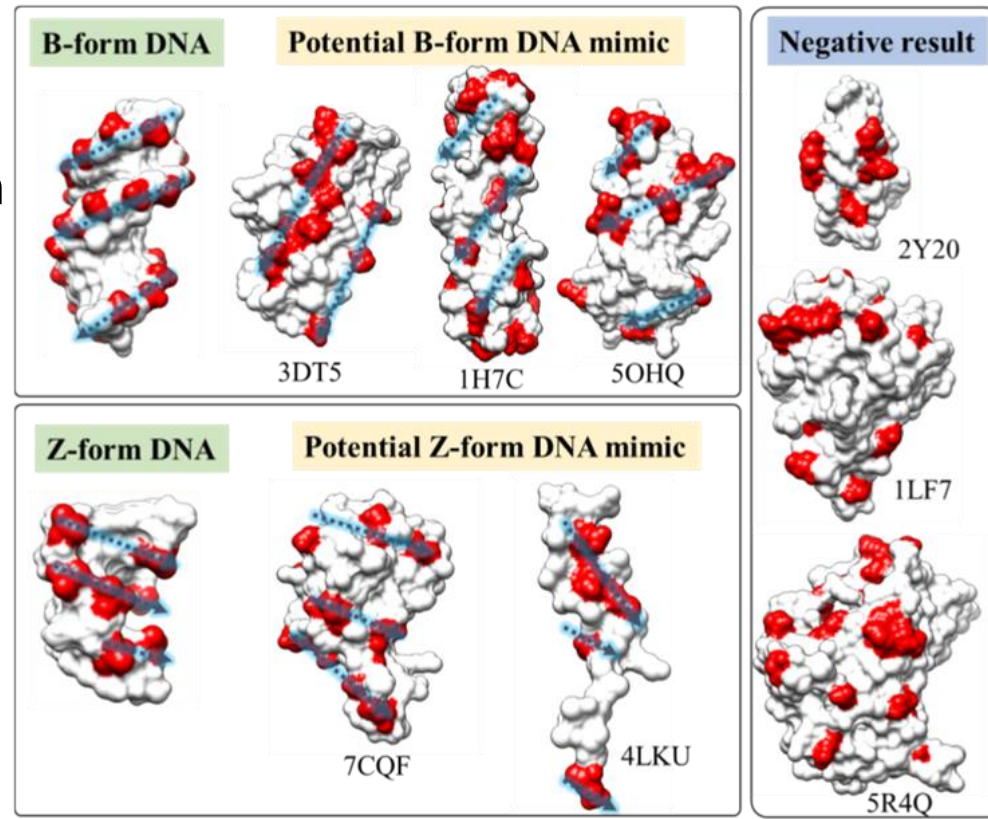 B-form DNA
Potential B-form DNA mimic
3DT5
1H7C
5OHQ
Z-form DNA
Potential Z-form DNA mimic
7CQF
4LKU
Negative result
2Y20
1LF7
5R4Q